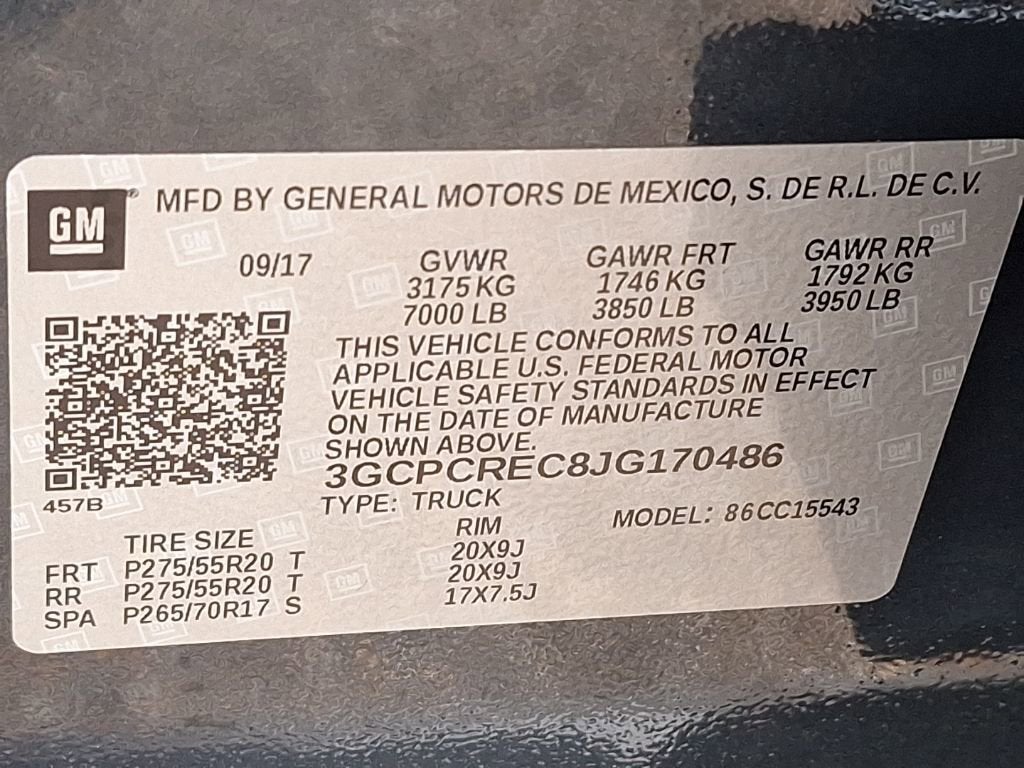 GM® MFD BY GENERAL MOTORS DE MEXICO, S. DE R.L. DE C.V.
09/17 GVWR GAWR FRT GAWR RR
3175 KG 1746 KG 1792 KG
7000 LB 3850 LB 3950 LB
THIS VEHICLE CONFORMS TO ALL
APPLICABLE U.S. FEDERAL MOTOR
VEHICLE SAFETY STANDARDS IN EFFECT
ON THE DATE OF MANUFACTURE
SHOWN ABOVE.
3GCPCREC8JG170486
457B
TYPE: TRUCK MODEL: 86CC15543
TIRE SIZE RIM
FRT P275/55R20 T 20X9J
RR P275/55R20 T 20X9J
SPA P265/70R17 S 17X7.5J